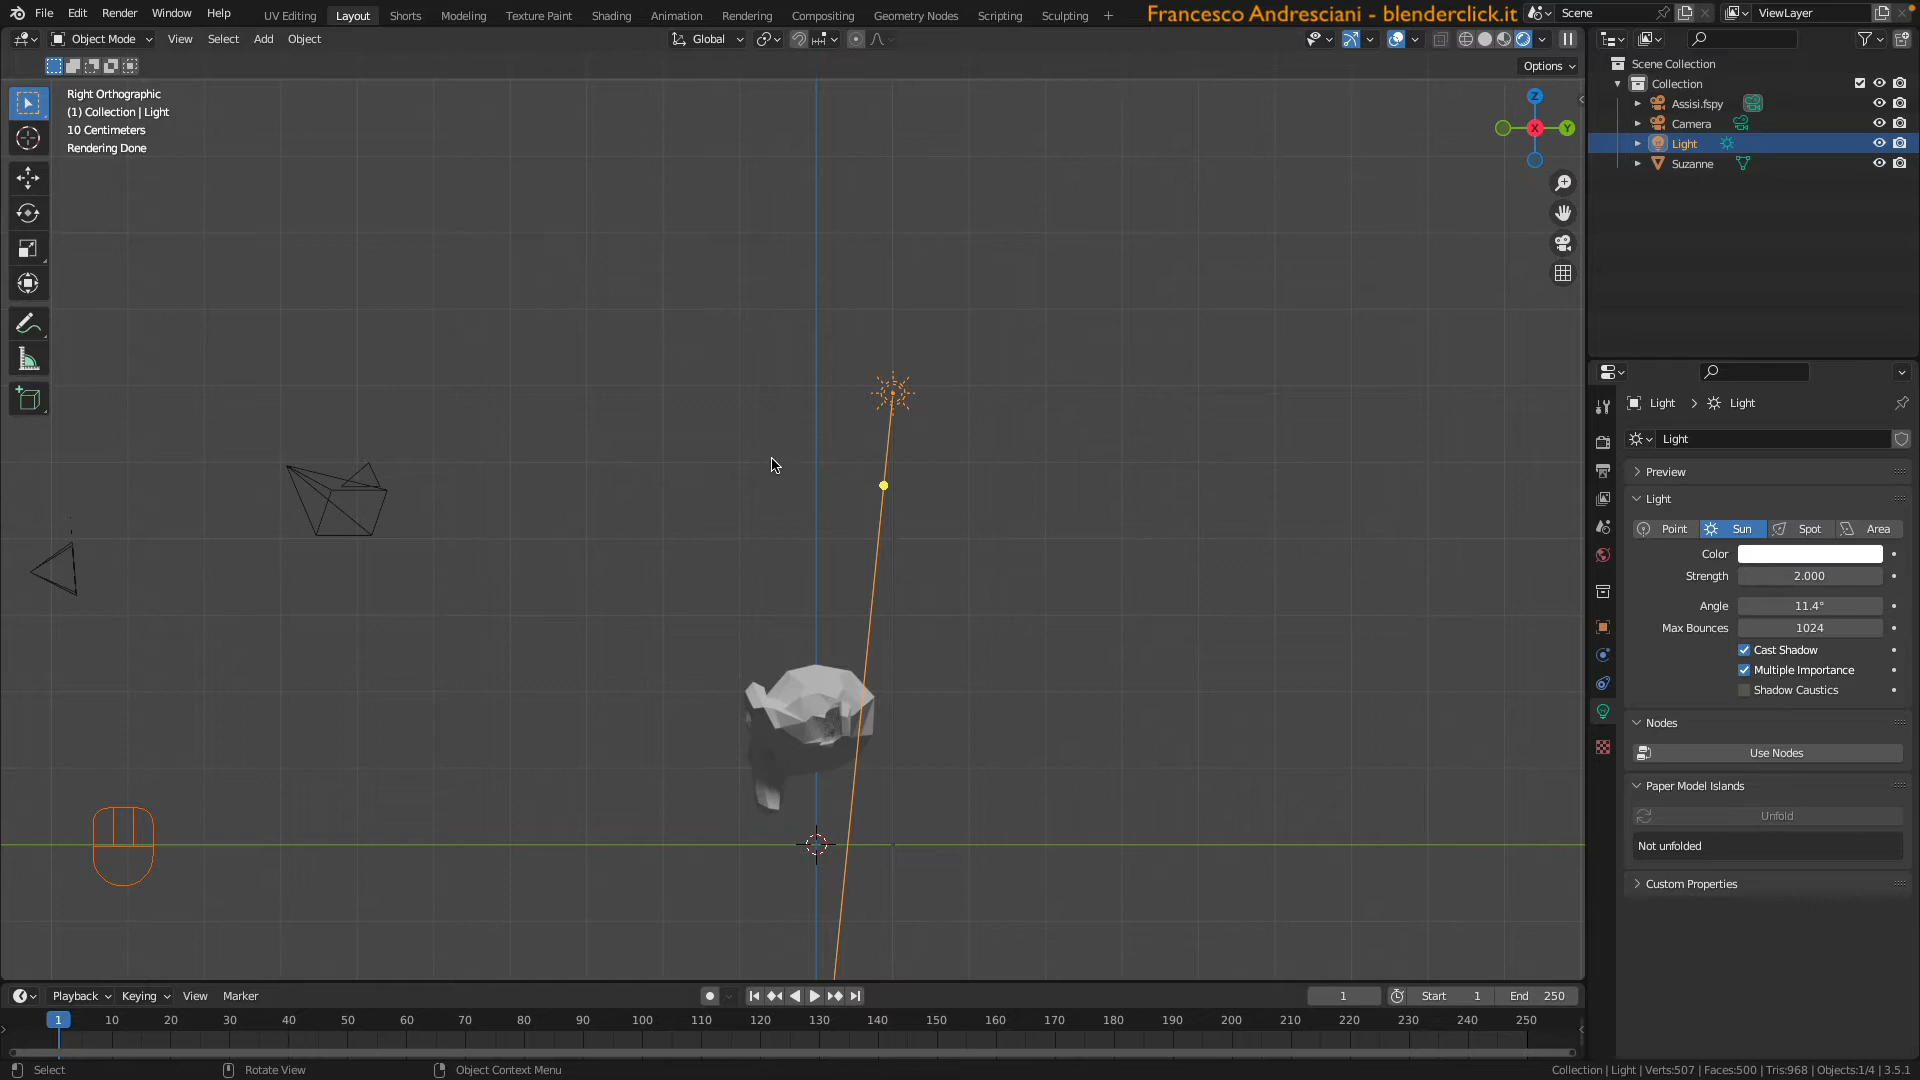 File Edit Render Window Help UV Editing Layout Shorts Modeling Texture Paint Shading Animation Rendering Compositing Geometry Nodes Scripting Sculpting + Francesco Andresciani - blenderclick.it Scene ViewLayer
Object Mode View Select Add Object Global
Options
Right Orthographic
(1) Collection | Light
10 Centimeters
Rendering Done
Z
X
Y
Scene Collection
Collection
Assisi.fspy
Camera
Light
Suzanne
Light > Light
Light
Preview
Light
Point Sun Spot Area
Color
Strength 2.000
Angle 11.4°
Max Bounces 1024
Cast Shadow
Multiple Importance
Shadow Caustics
Nodes
Use Nodes
Paper Model Islands
Unfold
Not unfolded
Custom Properties
Playback Keying View Marker 1 Start 1 End 250
1 10 20 30 40 50 60 70 80 90 100 110 120 130 140 150 160 170 180 190 200 210 220 230 240 250
Select Rotate View Object Context Menu Collection | Light | Verts:507 | Faces:500 | Tris:968 | Objects:1/4 | 3.5.1